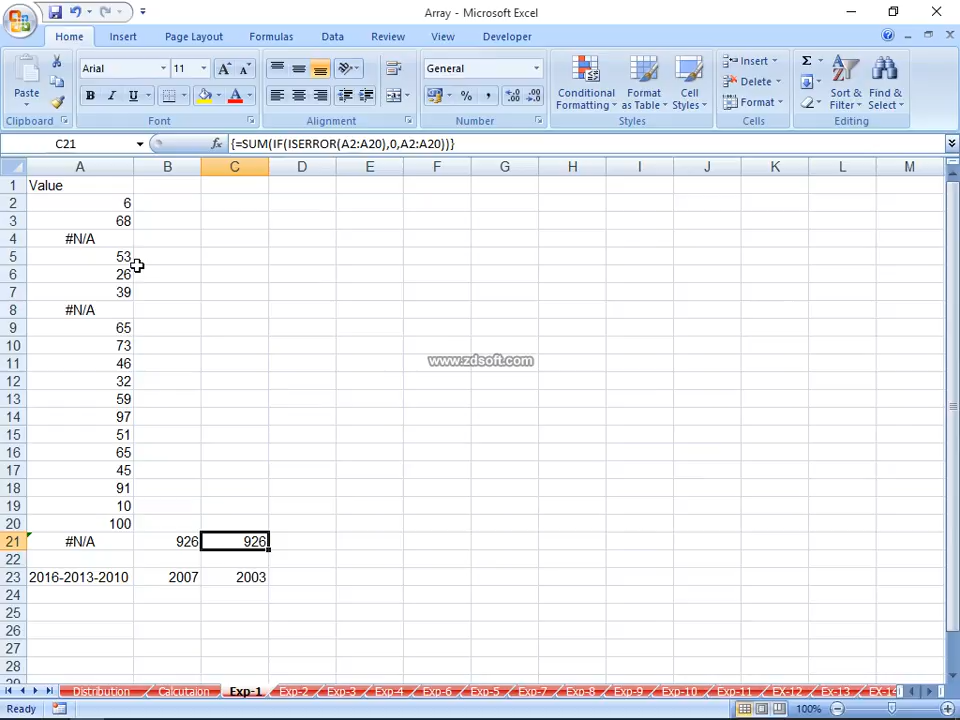 Array - Microsoft Excel
Home Insert Page Layout Formulas Data Review View Developer
Paste
Clipboard
Arial 11
B I U
Font
Alignment
General
% ,
Number
Conditional Formatting
Format as Table
Cell Styles
Styles
Insert
Delete
Format
Cells
Σ
Sort & Filter
Find & Select
Editing
C21 fx {=SUM(IF(ISERROR(A2:A20),0,A2:A20))}
A B C D E F G H I J K L M
1 Value
2 6
3 68
4 #N/A
5 53
6 26
7 39
8 #N/A
9 65
10 73
11 46
12 32
13 59
14 97
15 51
16 65
17 45
18 91
19 10
20 100
21 #N/A 926 926
22
23 2016-2013-2010 2007 2003
24
25
26
27
28
29
www.zdsoft.com
Distribution Calcutaion Exp-1 Exp-2 Exp-3 Exp-4 Exp-6 Exp-5 Exp-7 Exp-8 Exp-9 Exp-10 Exp-11 EX-12 Ex-13 EX-14
Ready 100%